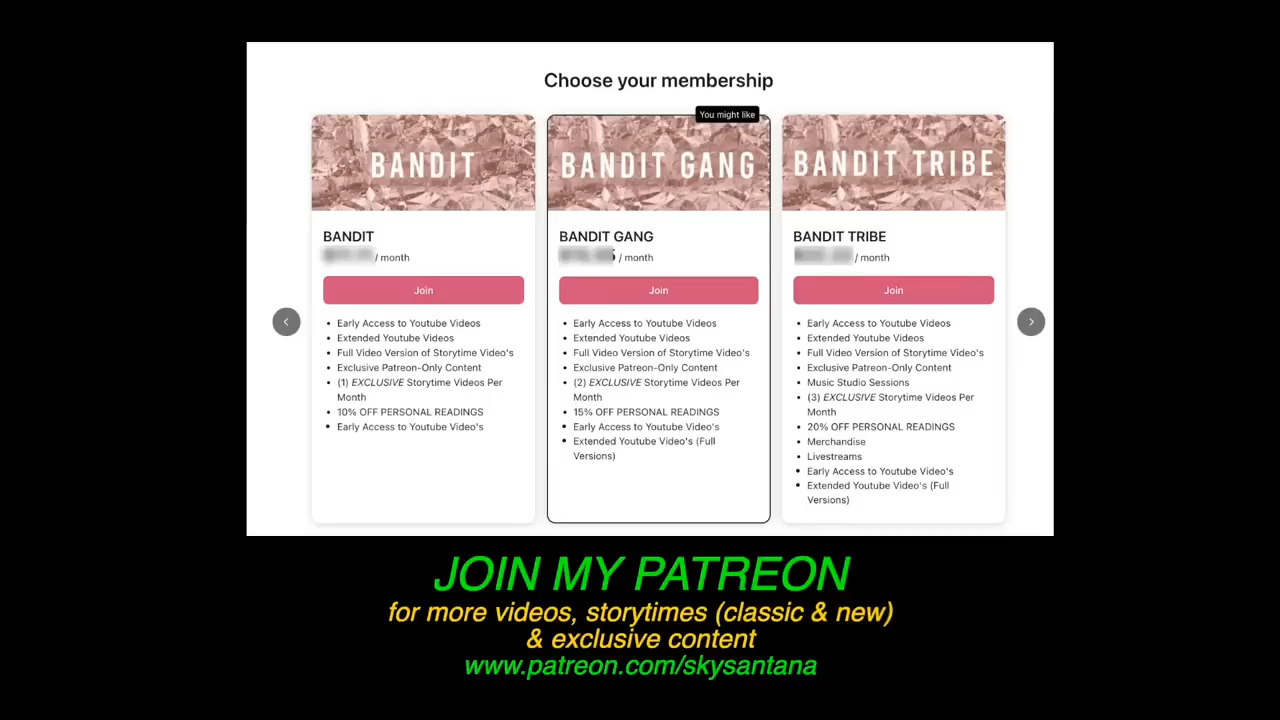 Choose your membership
You might like
BANDIT
BANDIT GANG
BANDIT TRIBE
BANDIT
/ month
Join
• Early Access to Youtube Videos
• Extended Youtube Videos
• Full Video Version of Storytime Video's
• Exclusive Patreon-Only Content
• (1) EXCLUSIVE Storytime Videos Per
Month
• 10% OFF PERSONAL READINGS
• Early Access to Youtube Video's
BANDIT GANG
/ month
Join
• Early Access to Youtube Videos
• Extended Youtube Videos
• Full Video Version of Storytime Video's
• Exclusive Patreon-Only Content
• (2) EXCLUSIVE Storytime Videos Per
Month
• 15% OFF PERSONAL READINGS
• Early Access to Youtube Video's
• Extended Youtube Video's (Full
Versions)
BANDIT TRIBE
/ month
Join
• Early Access to Youtube Videos
• Extended Youtube Videos
• Full Video Version of Storytime Video's
• Exclusive Patreon-Only Content
• Music Studio Sessions
• (3) EXCLUSIVE Storytime Videos Per
Month
• 20% OFF PERSONAL READINGS
• Merchandise
• Livestreams
• Early Access to Youtube Video's
• Extended Youtube Video's (Full
Versions)
JOIN MY PATREON
for more videos, storytimes (classic & new)
& exclusive content
www.patreon.com/skysantana